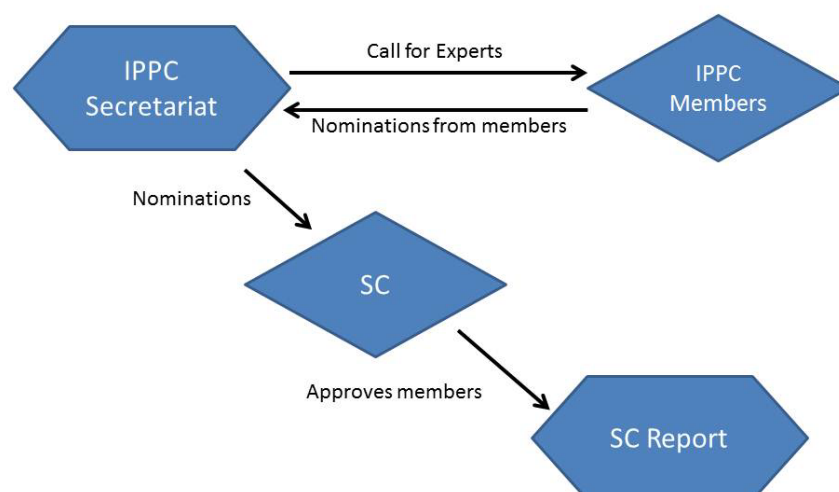 IPPC
Secretariat
Call for Experts
IPPC
Members
Nominations from members
Nominations
SC
Approves members
SC Report